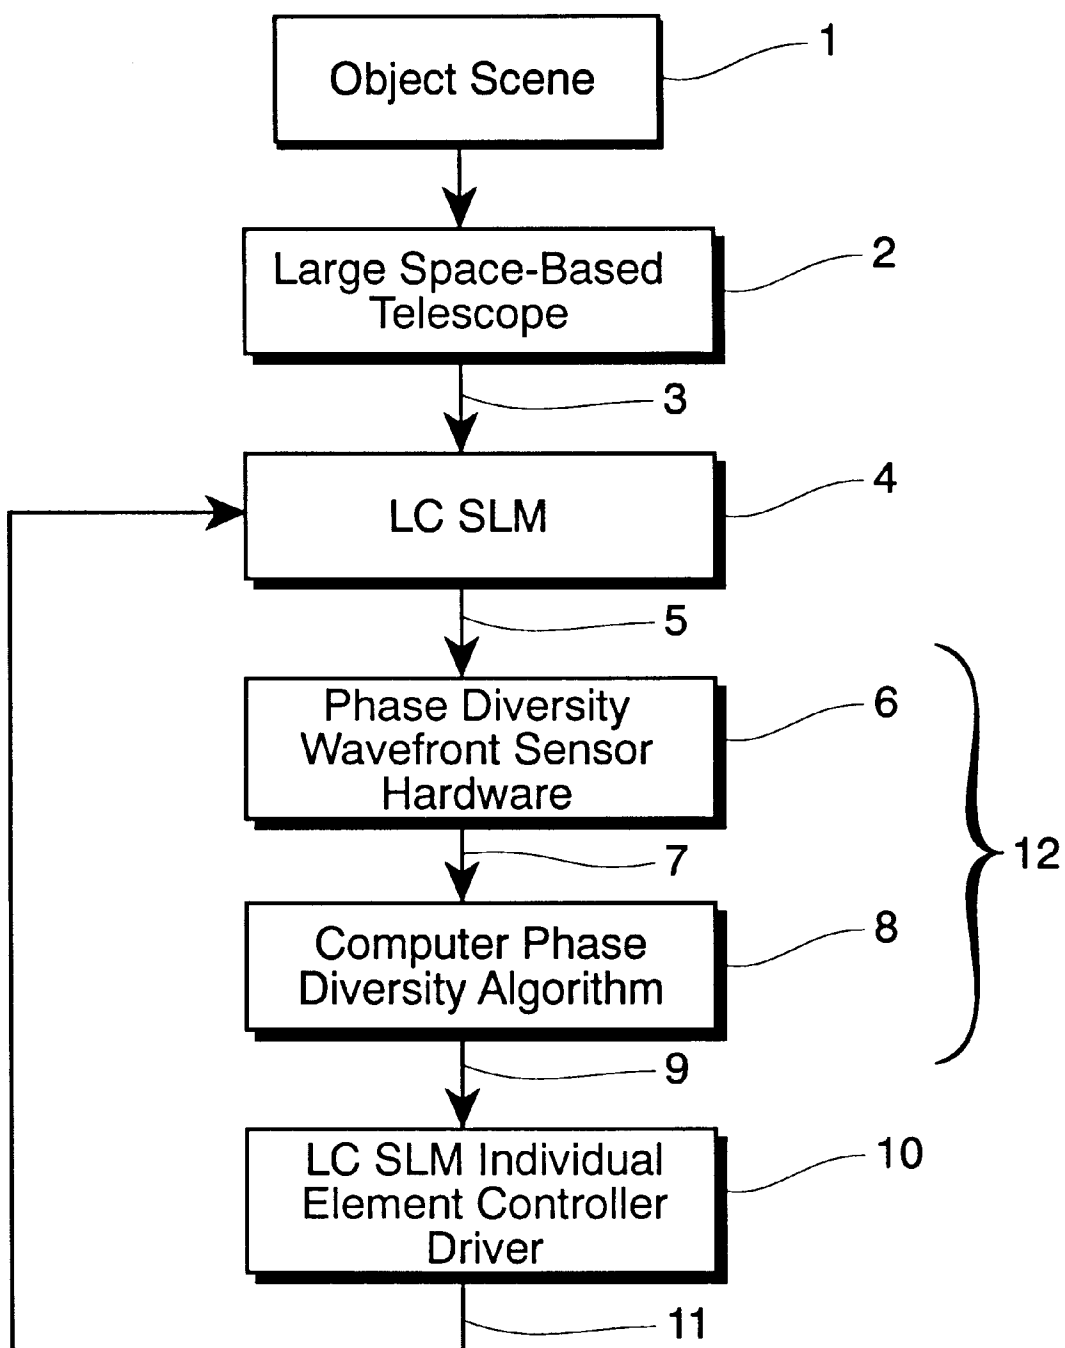 Object Scene
1
Large Space-Based
Telescope
2
3
LC SLM
4
5
Phase Diversity
Wavefront Sensor
Hardware
6
7
12
Computer Phase
Diversity Algorithm
8
9
LC SLM Individual
Element Controller
Driver
10
11